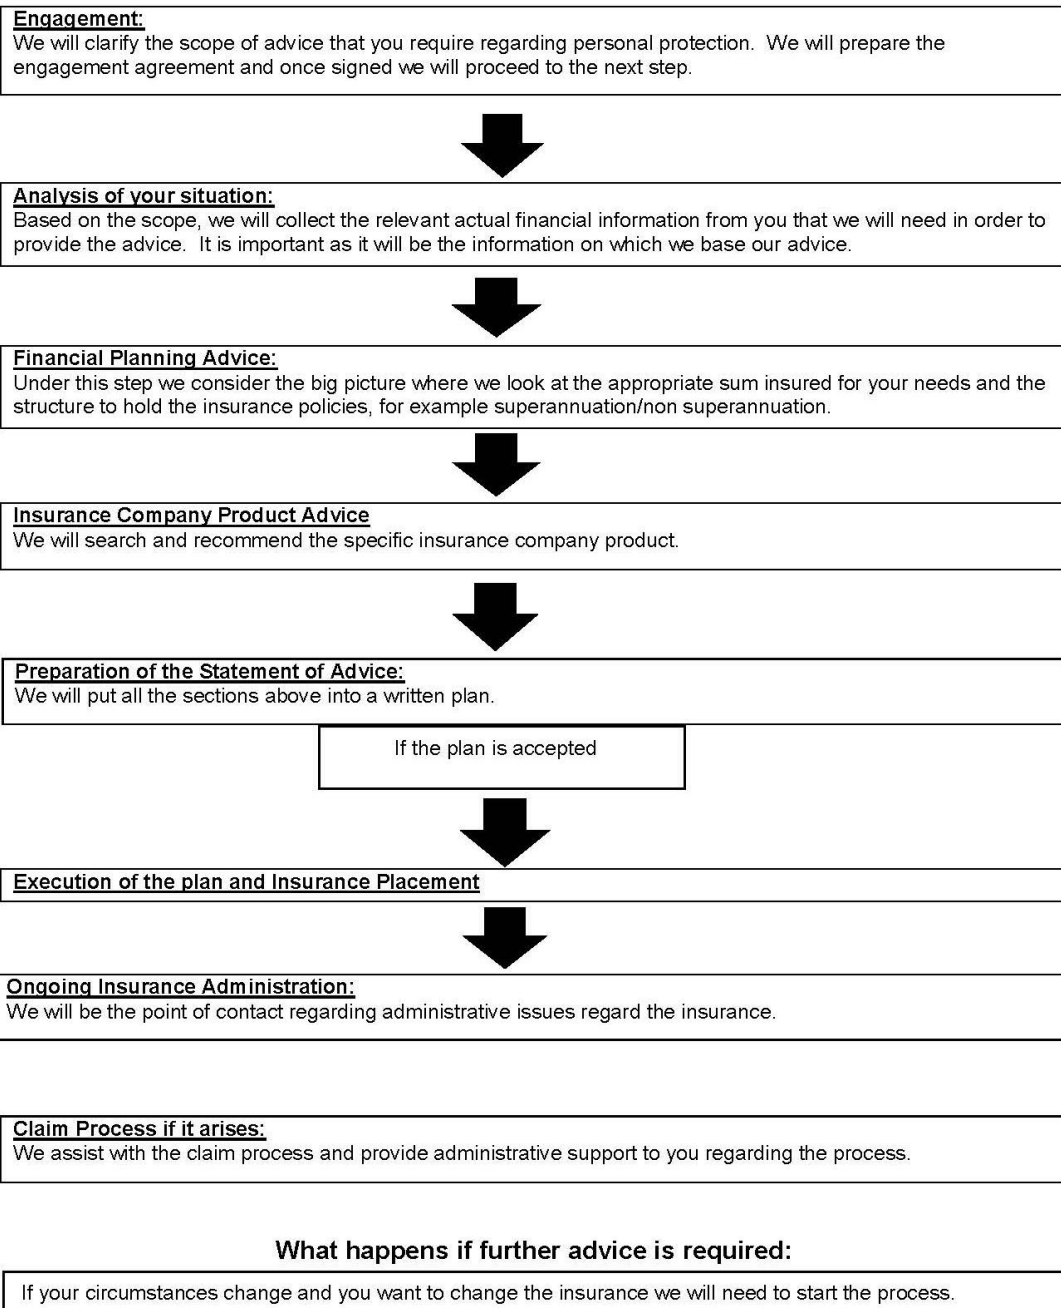 Engagement:
We will clarify the scope of advice that you require regarding personal protection.  We will prepare the
engagement agreement and once signed we will proceed to the next step.
Analysis of your situation:
Based on the scope, we will collect the relevant actual financial information from you that we will need in order to
provide the advice.  It is important as it will be the information on which we base our advice.
Financial Planning Advice:
Under this step we consider the big picture where we look at the appropriate sum insured for your needs and the
structure to hold the insurance policies, for example superannuation/non superannuation.
Insurance Company Product Advice
We will search and recommend the specific insurance company product.
Preparation of the Statement of Advice:
We will put all the sections above into a written plan.
If the plan is accepted
Execution of the plan and Insurance Placement
Ongoing Insurance Administration:
We will be the point of contact regarding administrative issues regard the insurance.
Claim Process if it arises:
We assist with the claim process and provide administrative support to you regarding the process.
What happens if further advice is required:
If your circumstances change and you want to change the insurance we will need to start the process.